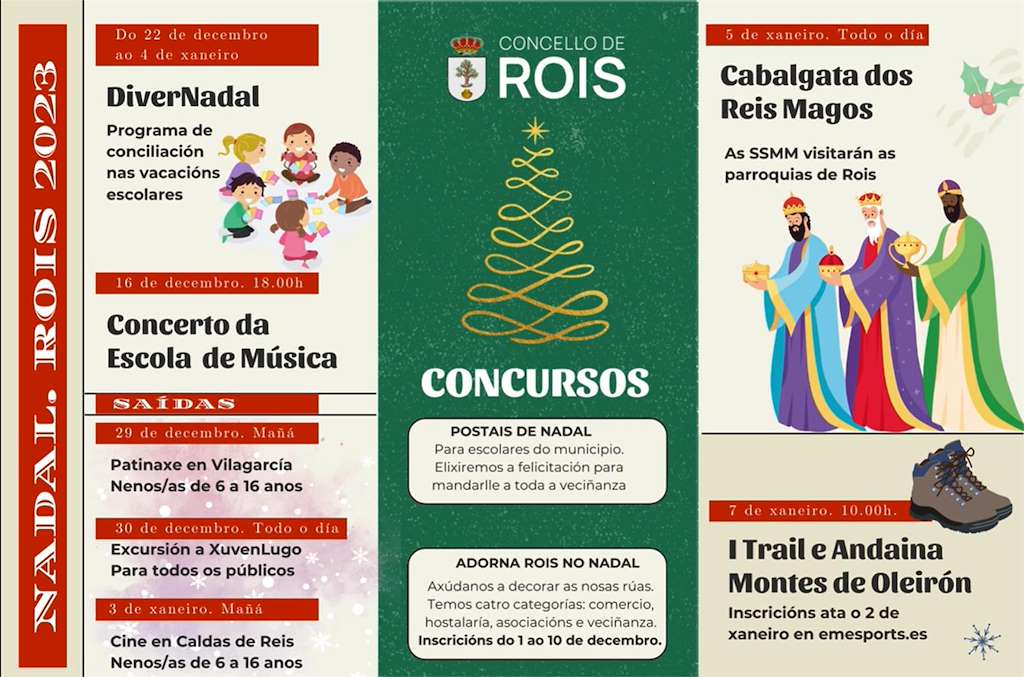 NADAL. ROIS 2023
Do 22 de decembro
ao 4 de xaneiro
DiverNadal
Programa de
conciliación
nas vacacións
escolares
16 de decembro. 18.00h
Concerto da
Escola de Música
SAÍDAS
29 de decembro. Mañá
Patinaxe en Vilagarcía
Nenos/as de 6 a 16 anos
30 de decembro. Todo o día
Excursión a XuvenLugo
Para todos os públicos
3 de xaneiro. Mañá
Cine en Caldas de Reis
Nenos/as de 6 a 16 anos
CONCELLO DE
ROIS
CONCURSOS
POSTAIS DE NADAL
Para escolares do municipio.
Elixiremos a felicitación para
mandarlle a toda a veciñanza
ADORNA ROIS NO NADAL
Axúdanos a decorar as nosas rúas.
Temos catro categorías: comercio,
hostalaría, asociacións e veciñanza.
Inscricións do 1 ao 10 de decembro.
5 de xaneiro. Todo o día
Cabalgata dos
Reis Magos
As SSMM visitarán as
parroquias de Rois
7 de xaneiro. 10.00h.
I Trail e Andaina
Montes de Oleirón
Inscricións ata o 2 de
xaneiro en emesports.es